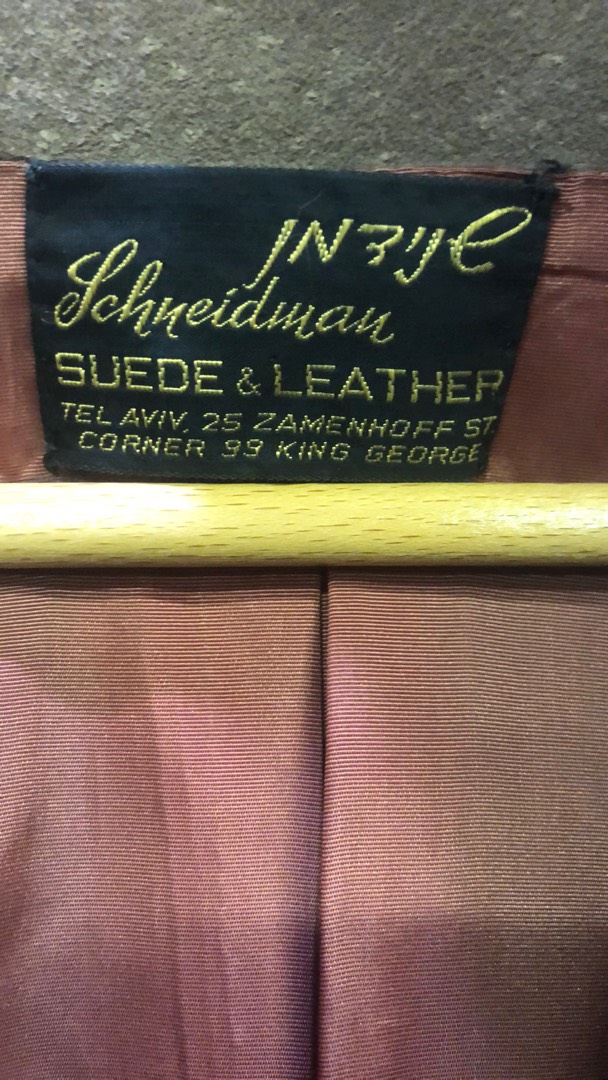 שנידמן
Schneidman
SUEDE & LEATHER
TEL AVIV, 25 ZAMENHOFF ST.
CORNER 99 KING GEORGE